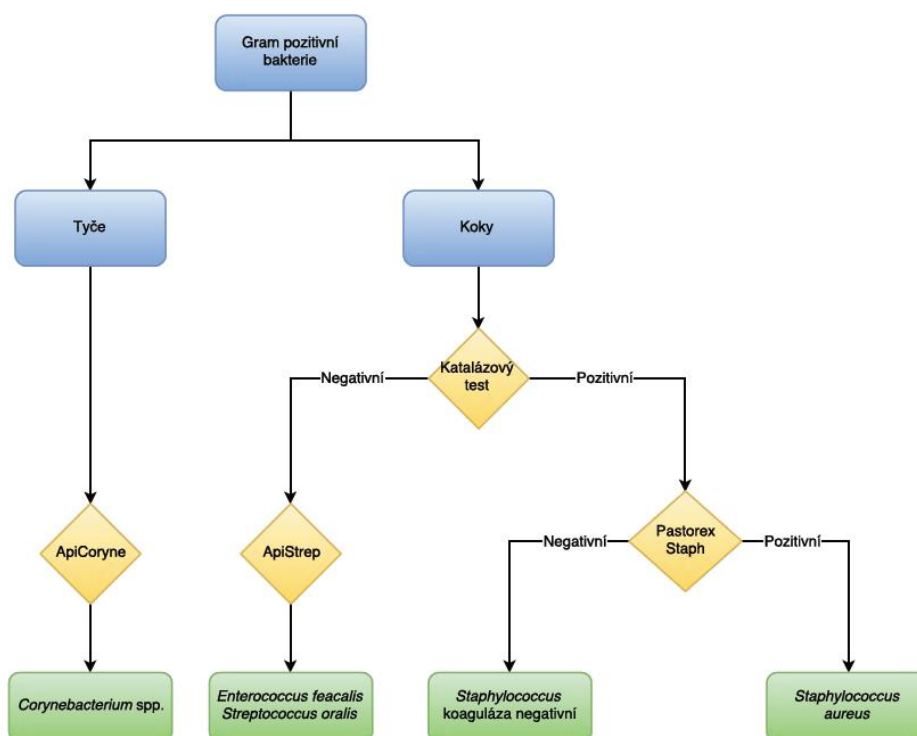 Gram pozitivní
bakterie
Tyče
Koky
Katalázový
test
Negativní
Pozitivní
ApiCoryne
ApiStrep
Negativní
Pastorex
Staph
Pozitivní
Corynebacterium spp.
Enterococcus feacalis
Streptococcus oralis
Staphylococcus
koaguláza negativní
Staphylococcus
aureus